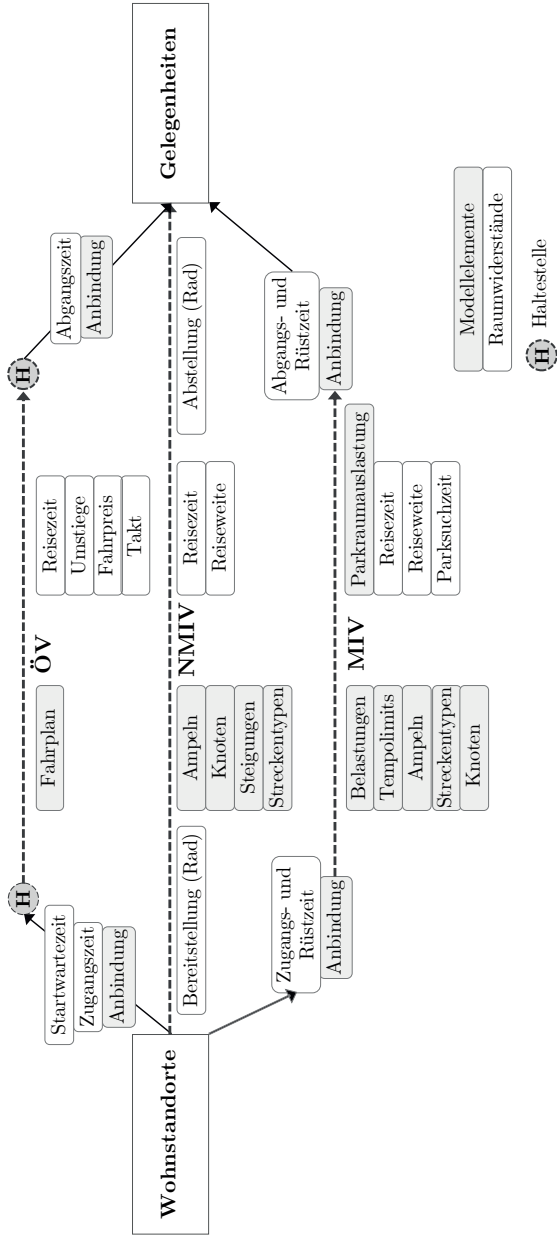 Wohnstandorte
Startwartezeit
Zugangszeit
Anbindung
H
Fahrplan
ÖV
Reisezeit
Umstiege
Fahrpreis
Takt
H
Abgangszeit
Anbindung
Gelegenheiten
Bereitstellung (Rad)
Ampeln
Knoten
Steigungen
Streckentypen
NMIV
Reisezeit
Reiseweite
Abstellung (Rad)
Zugangs- und
Rüstzeit
Anbindung
Belastungen
Tempolimits
Ampeln
Streckentypen
Knoten
MIV
Parkraumauslastung
Reisezeit
Reiseweite
Parksuchzeit
Abgangs- und
Rüstzeit
Anbindung
Modellelemente
Raumwiderstände
H Haltestelle